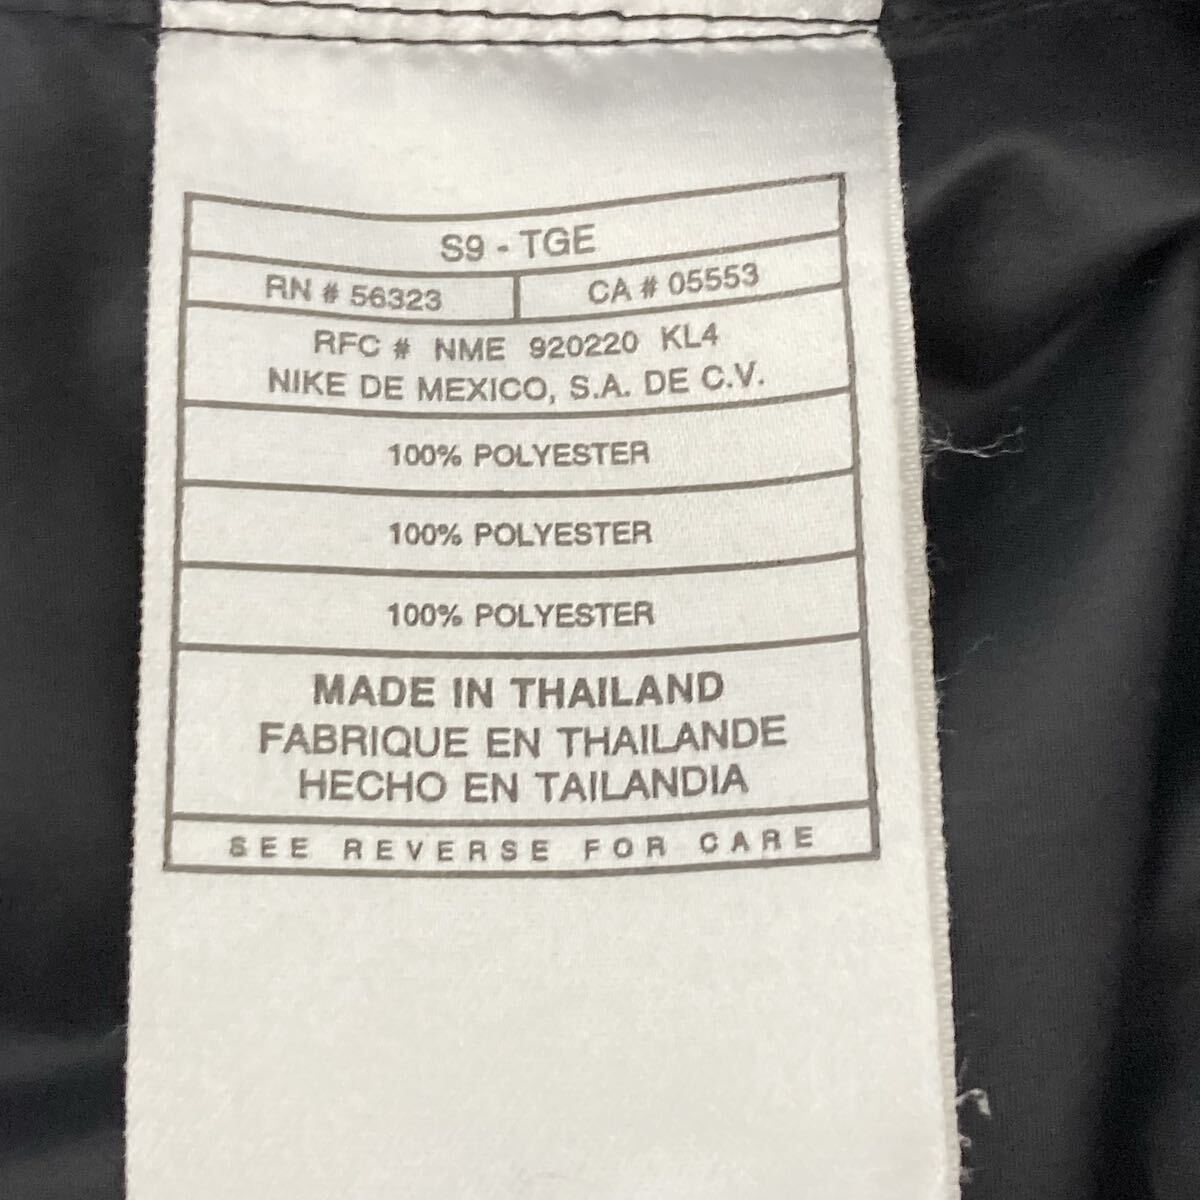 S9 - TGE
RN # 56323
CA # 05553
RFC # NME 920220 KL4
NIKE DE MEXICO, S.A. DE C.V.
100% POLYESTER
100% POLYESTER
100% POLYESTER
MADE IN THAILAND
FABRIQUE EN THAILANDE
HECHO EN TAILANDIA
SEE REVERSE FOR CARE